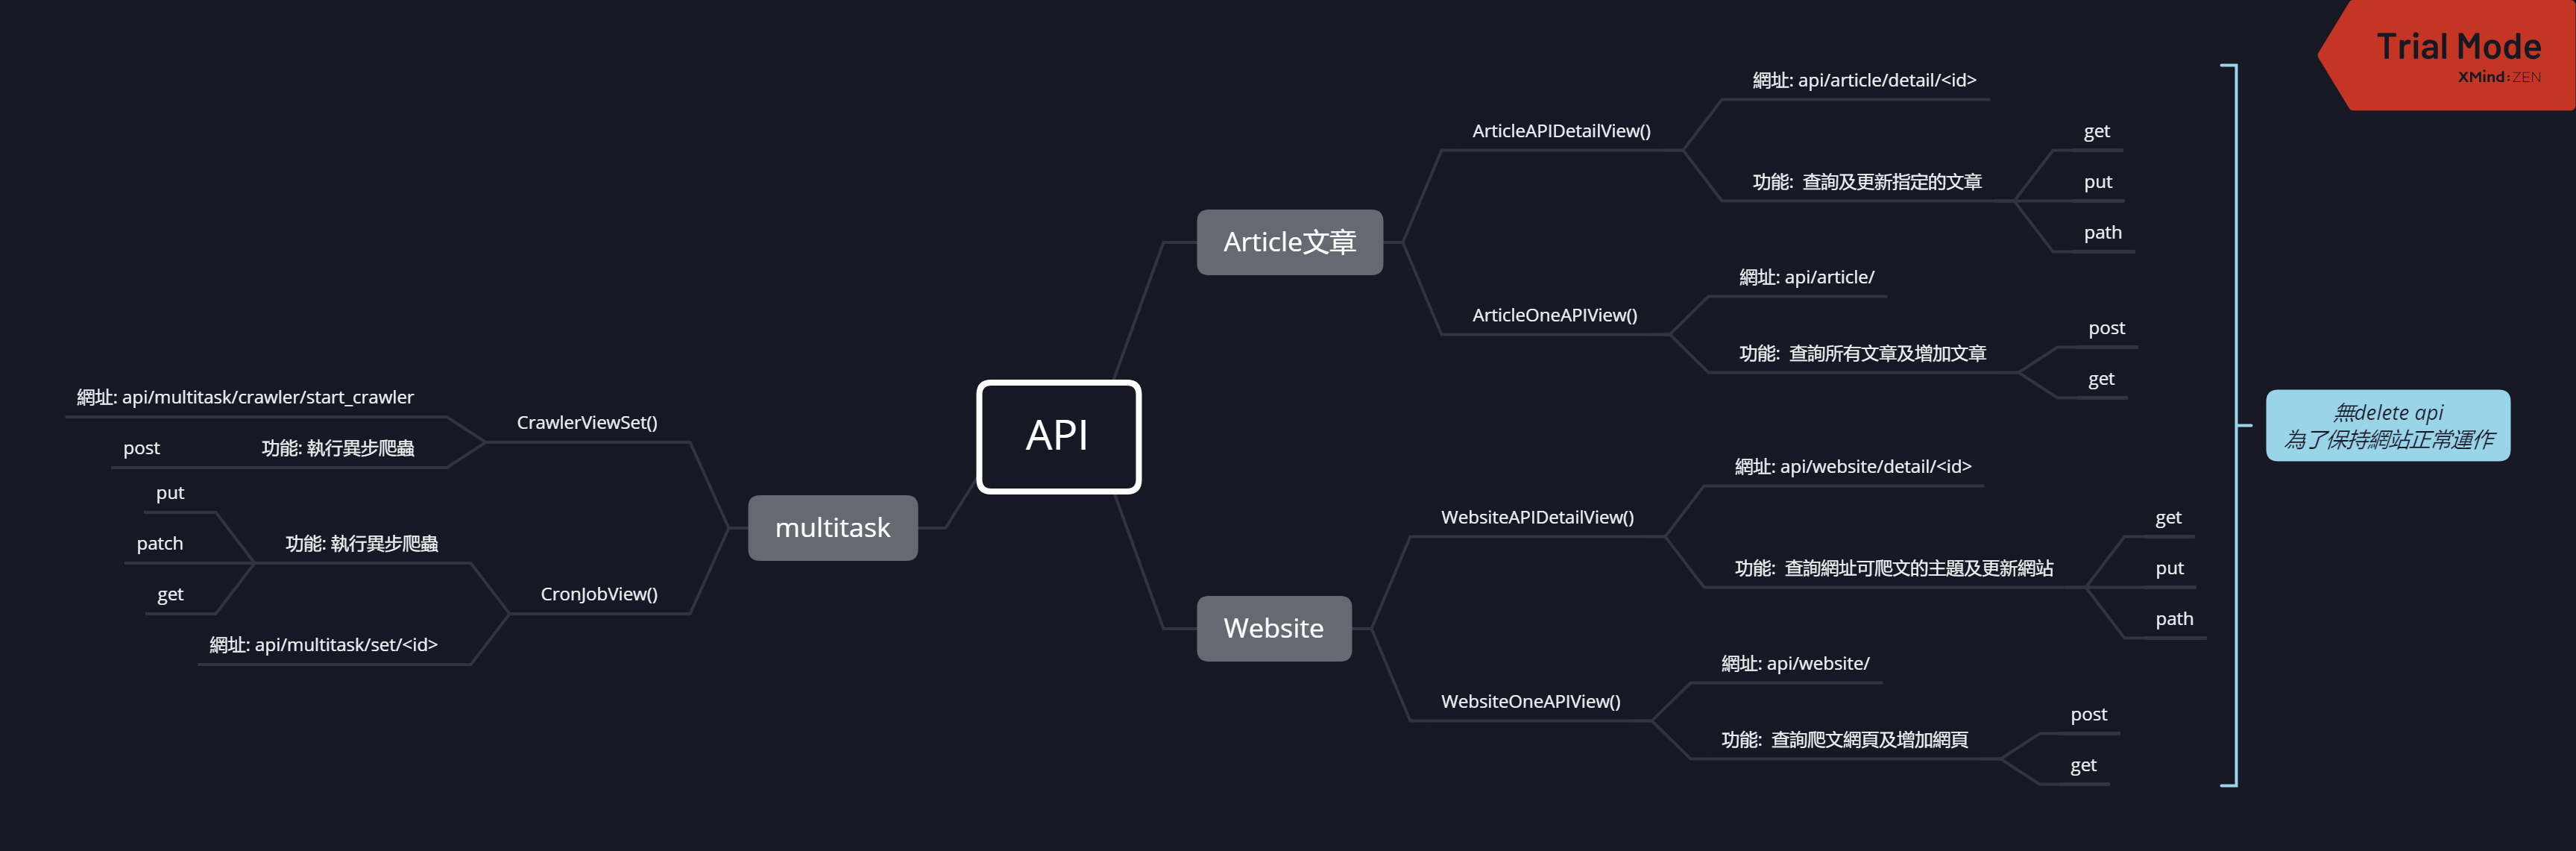 Trial Mode
XMind:ZEN
API
Article文章
ArticleAPIDetailView()
網址: api/article/detail/<id>
功能: 查詢及更新指定的文章
get
put
path
ArticleOneAPIView()
網址: api/article/
功能: 查詢所有文章及增加文章
post
get
Website
WebsiteAPIDetailView()
網址: api/website/detail/<id>
功能: 查詢網址可爬文的主題及更新網站
get
put
path
WebsiteOneAPIView()
網址: api/website/
功能: 查詢爬文網頁及增加網頁
post
get
無delete api
為了保持網站正常運作
multitask
CrawlerViewSet()
網址: api/multitask/crawler/start_crawler
功能: 執行異步爬蟲
post
CronJobView()
功能: 執行異步爬蟲
put
patch
get
網址: api/multitask/set/<id>